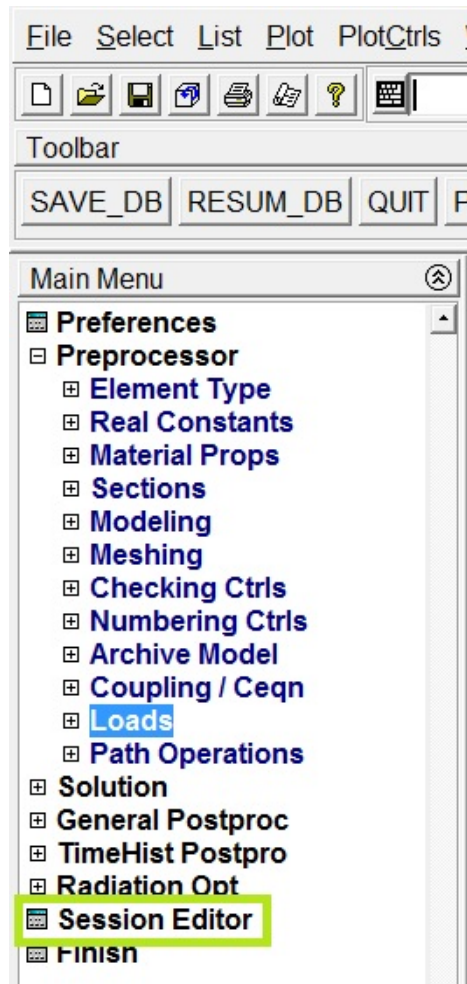 File Select List Plot PlotCtrls
Toolbar
SAVE_DB RESUM_DB QUIT
Main Menu
Preferences
Preprocessor
Element Type
Real Constants
Material Props
Sections
Modeling
Meshing
Checking Ctrls
Numbering Ctrls
Archive Model
Coupling / Ceqn
Loads
Path Operations
Solution
General Postproc
TimeHist Postpro
Radiation Opt
Session Editor
Finish